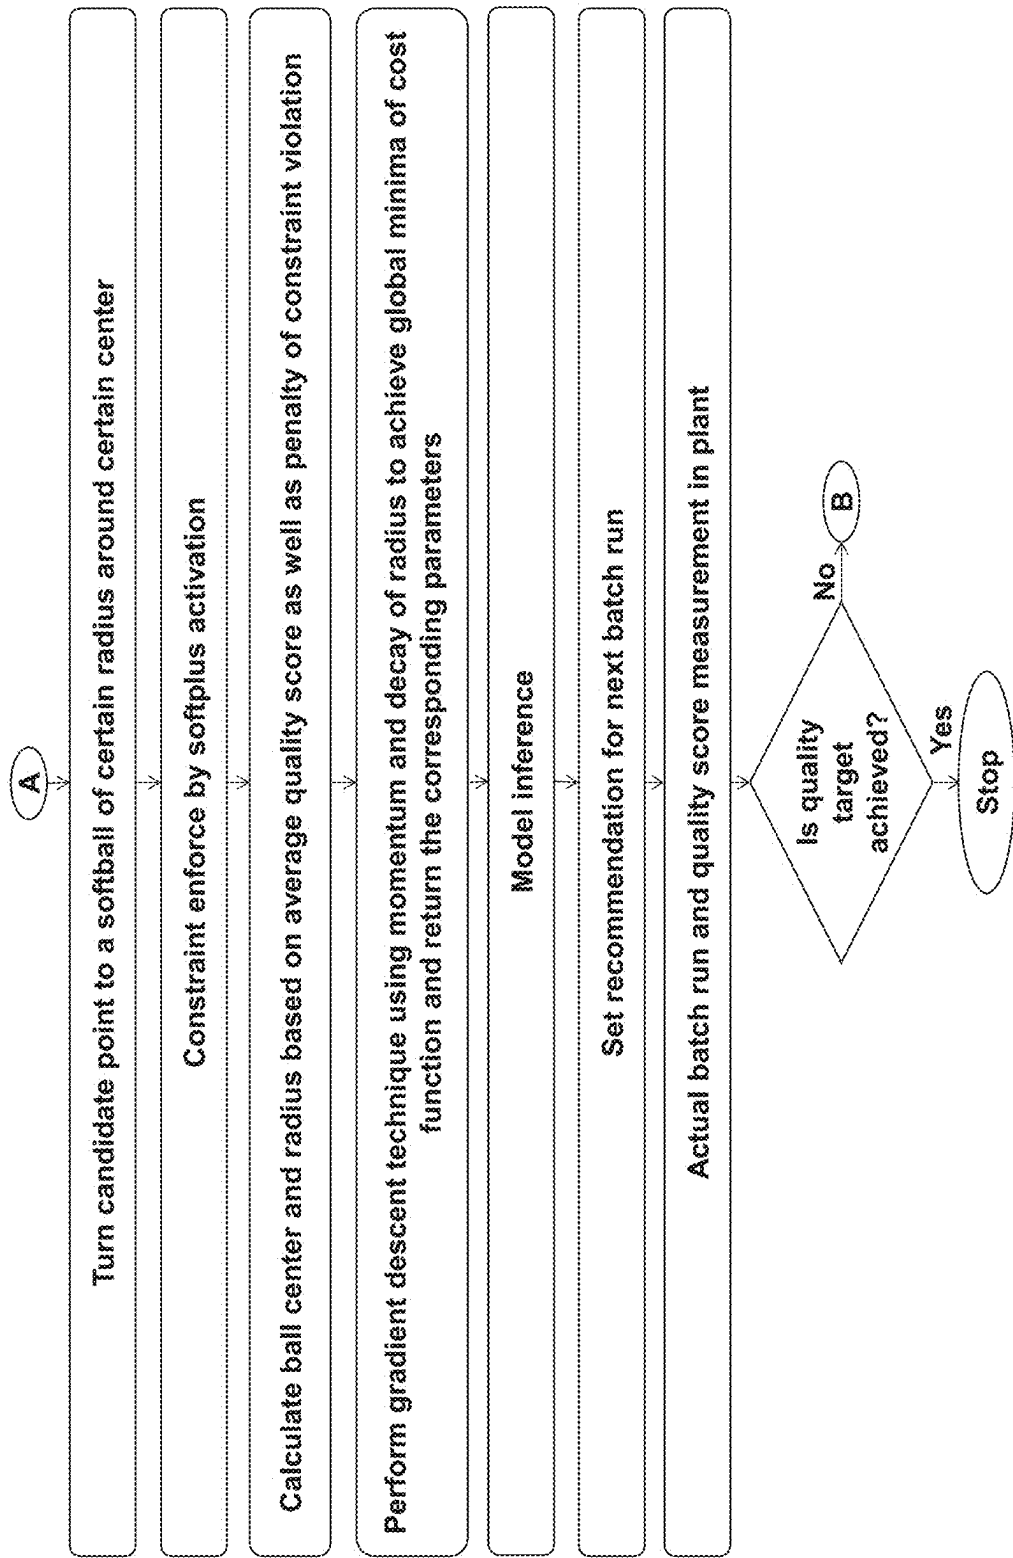 A
Turn candidate point to a softball of certain radius around certain center
Constraint enforce by softplus activation
Calculate ball center and radius based on average quality score as well as penalty of constraint violation
Perform gradient descent technique using momentum and decay of radius to achieve global minima of cost
function and return the corresponding parameters
Model inference
Set recommendation for next batch run
Actual batch run and quality score measurement in plant
Is quality
target
achieved?
No
B
Yes
Stop